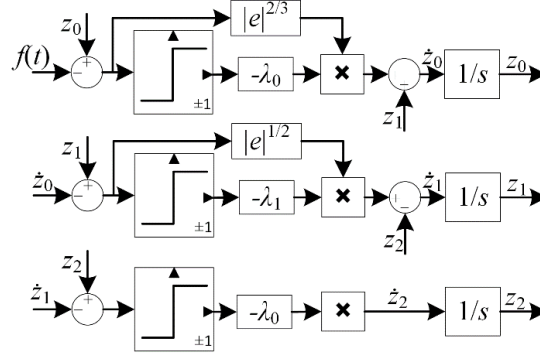 z₀ |e|^{2/3}
f(t) − + ±1 -λ₀ × − ż₀ 1/s z₀
z₁
z₁ |e|^{1/2}
ż₀ − + ±1 -λ₁ × + − ż₁ 1/s z₁
z₂
z₂
ż₁ − + ±1 -λ₀ × ż₂ 1/s z₂